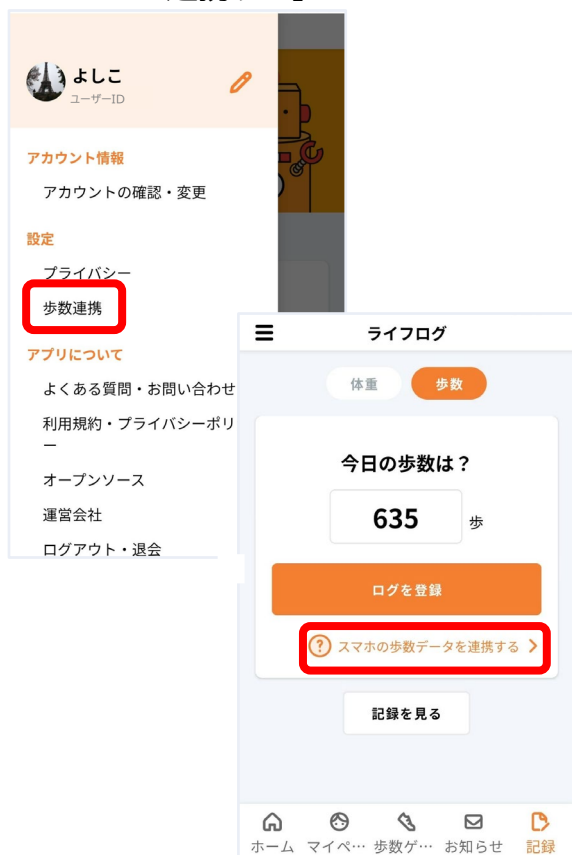 よしこ
ユーザーID
アカウント情報
アカウントの確認・変更
設定
プライバシー
歩数連携
アプリについて
よくある質問・お問い合わせ
利用規約・プライバシーポリ
ー
オープンソース
運営会社
ログアウト・退会
ライフログ
体重 歩数
今日の歩数は？
635 歩
ログを登録
? スマホの歩数データを連携する
記録を見る
ホーム マイペ… 歩数ゲ… お知らせ 記録